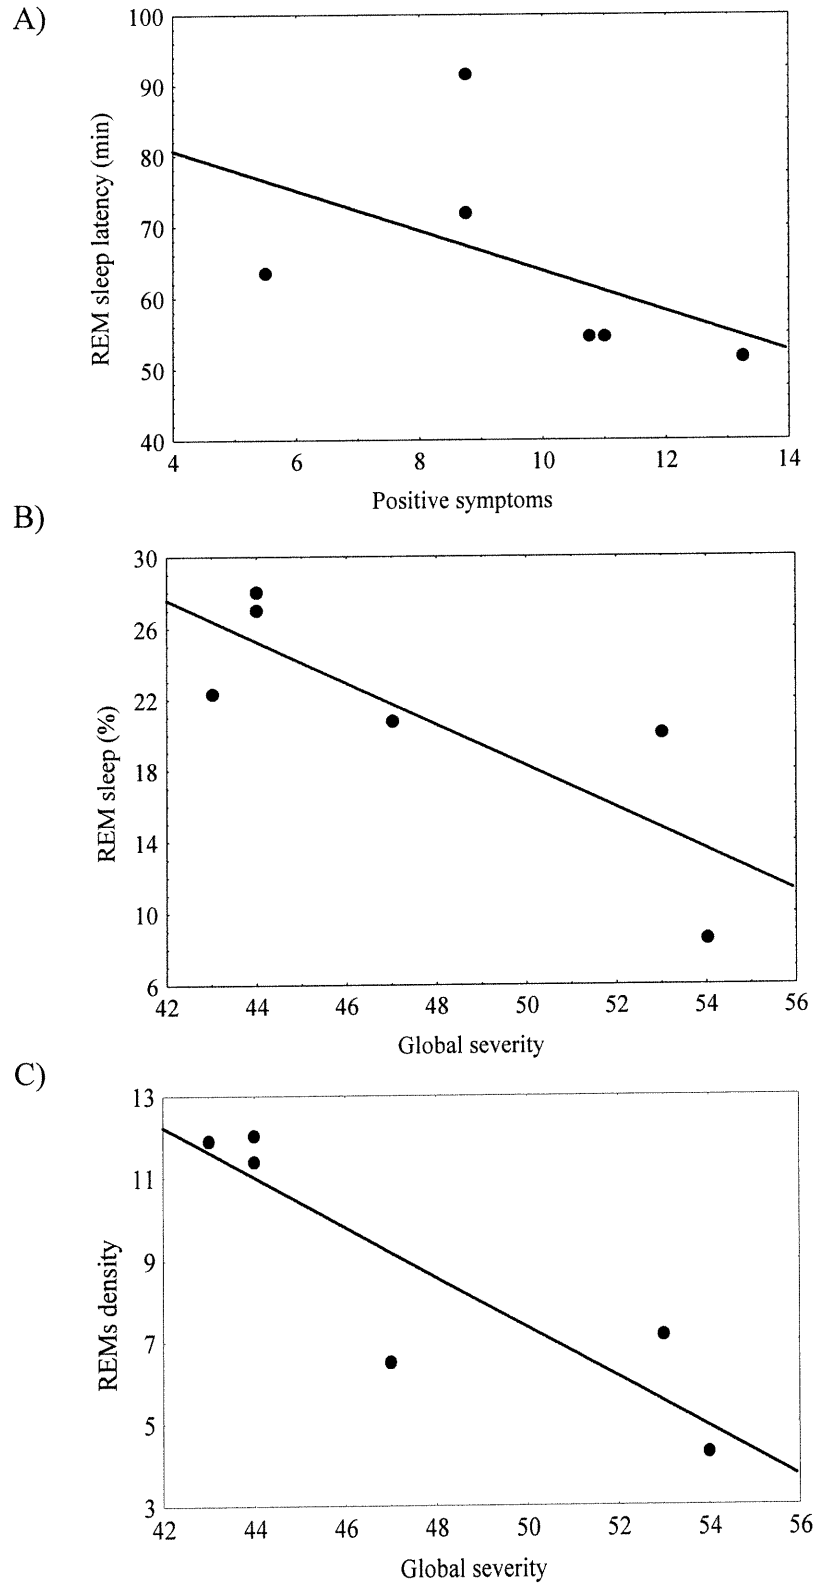 A)
100
90
80
70
60
50
40
REM sleep latency (min)
4 6 8 10 12 14
Positive symptoms
B)
30
26
22
18
14
10
6
REM sleep (%)
42 44 46 48 50 52 54 56
Global severity
C)
13
11
9
7
5
3
REMs density
42 44 46 48 50 52 54 56
Global severity